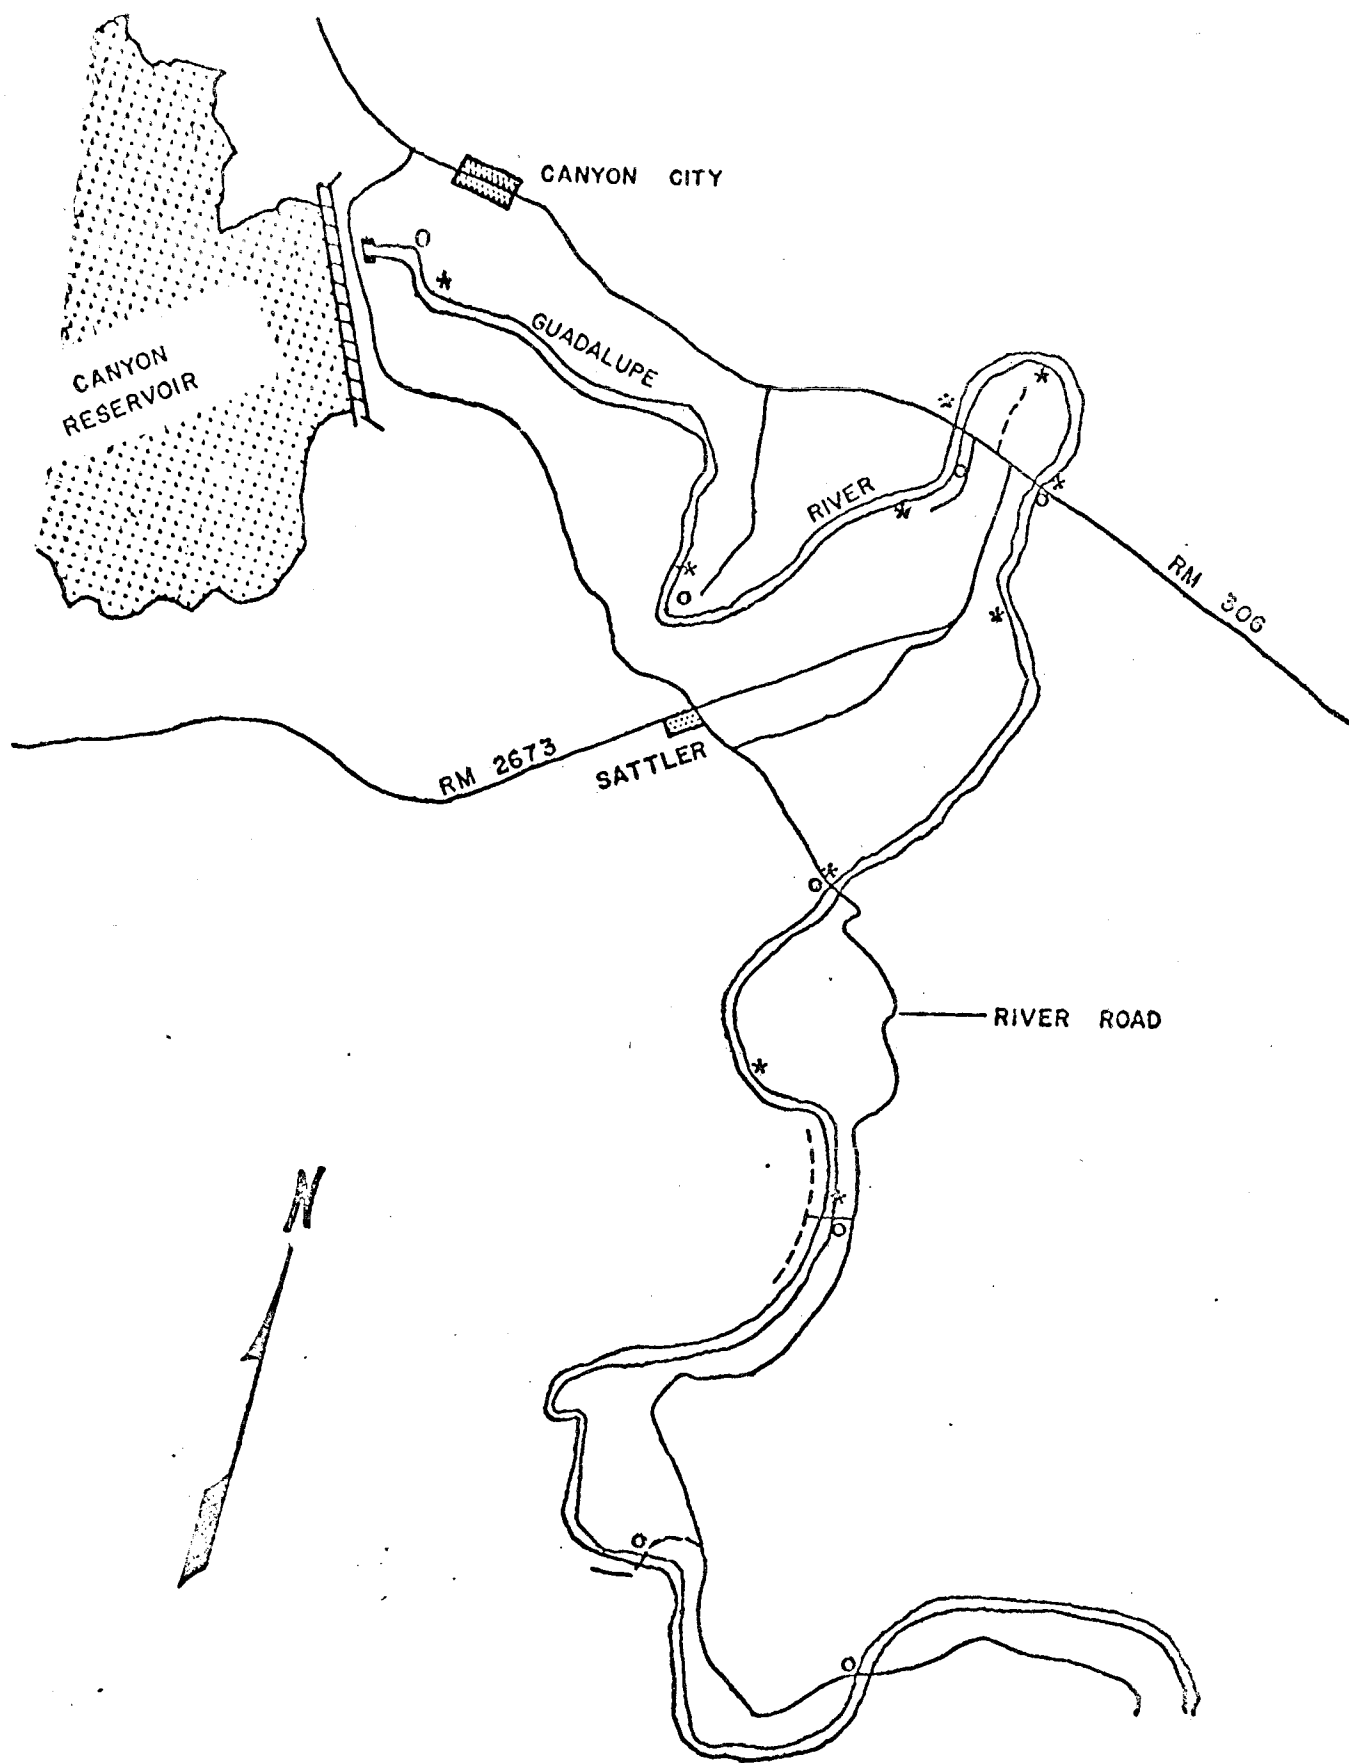 CANYON CITY
GUADALUPE
CANYON
RESERVOIR
RIVER
RM 306
RM 2673
SATTLER
RIVER ROAD
N